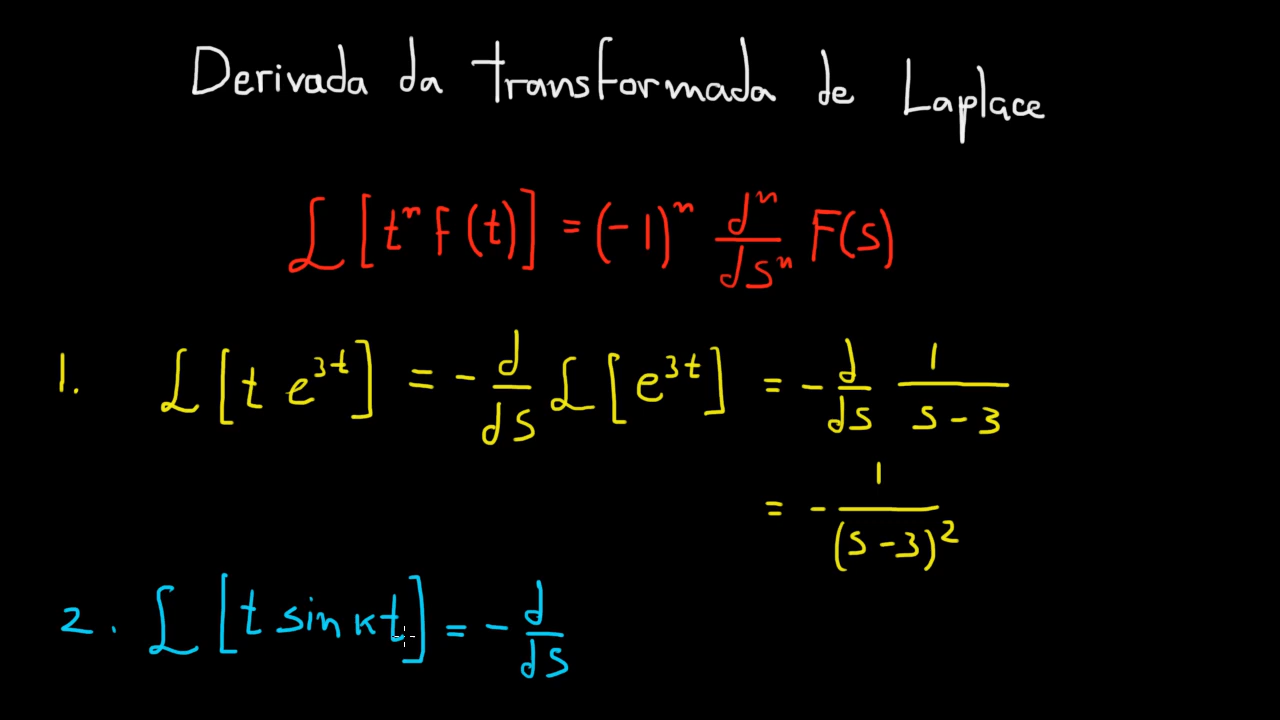 Derivada da transformada de Laplace
ℒ[tⁿ f(t)] = (-1)ⁿ dⁿ/dsⁿ F(s)
1. ℒ[t e³ᵗ] = - d/ds ℒ[e³ᵗ] = - d/ds 1/(s-3)
= - 1/(s-3)²
2. ℒ[t sin kt] = - d/ds